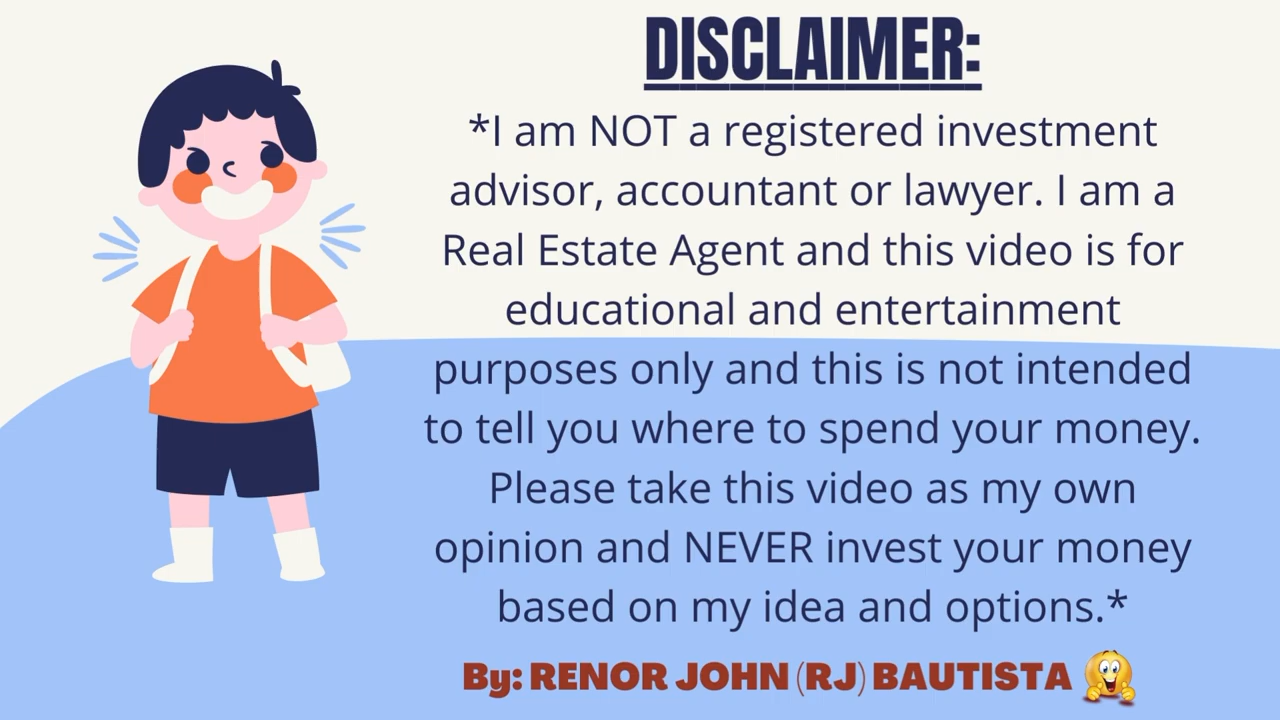 DISCLAIMER:
*I am NOT a registered investment
advisor, accountant or lawyer. I am a
Real Estate Agent and this video is for
educational and entertainment
purposes only and this is not intended
to tell you where to spend your money.
Please take this video as my own
opinion and NEVER invest your money
based on my idea and options.*
By: RENOR JOHN (RJ) BAUTISTA